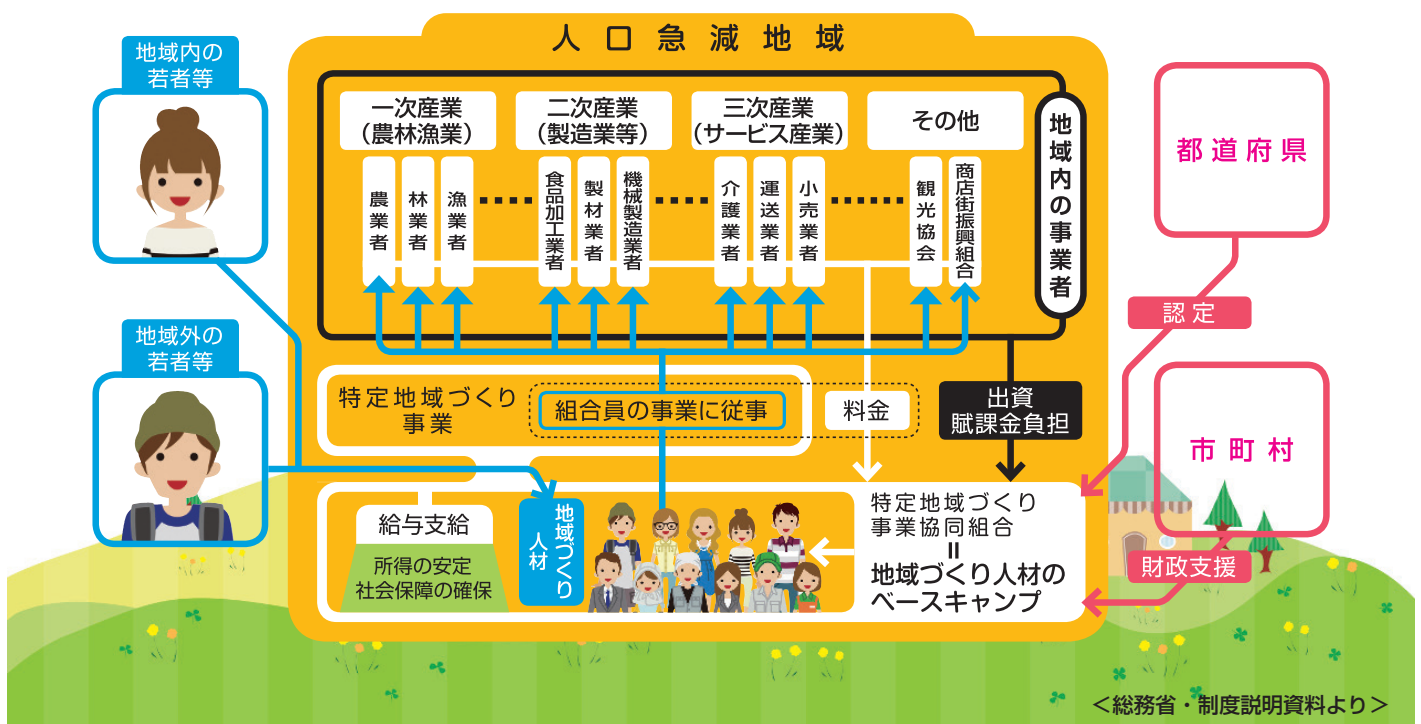 人口急減地域
地域内の
若者等
地域外の
若者等
一次産業
(農林漁業)
二次産業
(製造業等)
三次産業
(サービス産業)
その他
農業者
林業者
漁業者
食品加工業者
製材業者
機械製造業者
介護業者
運送業者
小売業者
観光協会
商店街振興組合
地域内の事業者
都道府県
認定
市町村
財政支援
特定地域づくり
事業
組合員の事業に従事
料金
出資
賦課金負担
給与支給
所得の安定
社会保障の確保
地域づくり
人材
特定地域づくり
事業協同組合
=
地域づくり人材の
ベースキャンプ
<総務省・制度説明資料より>